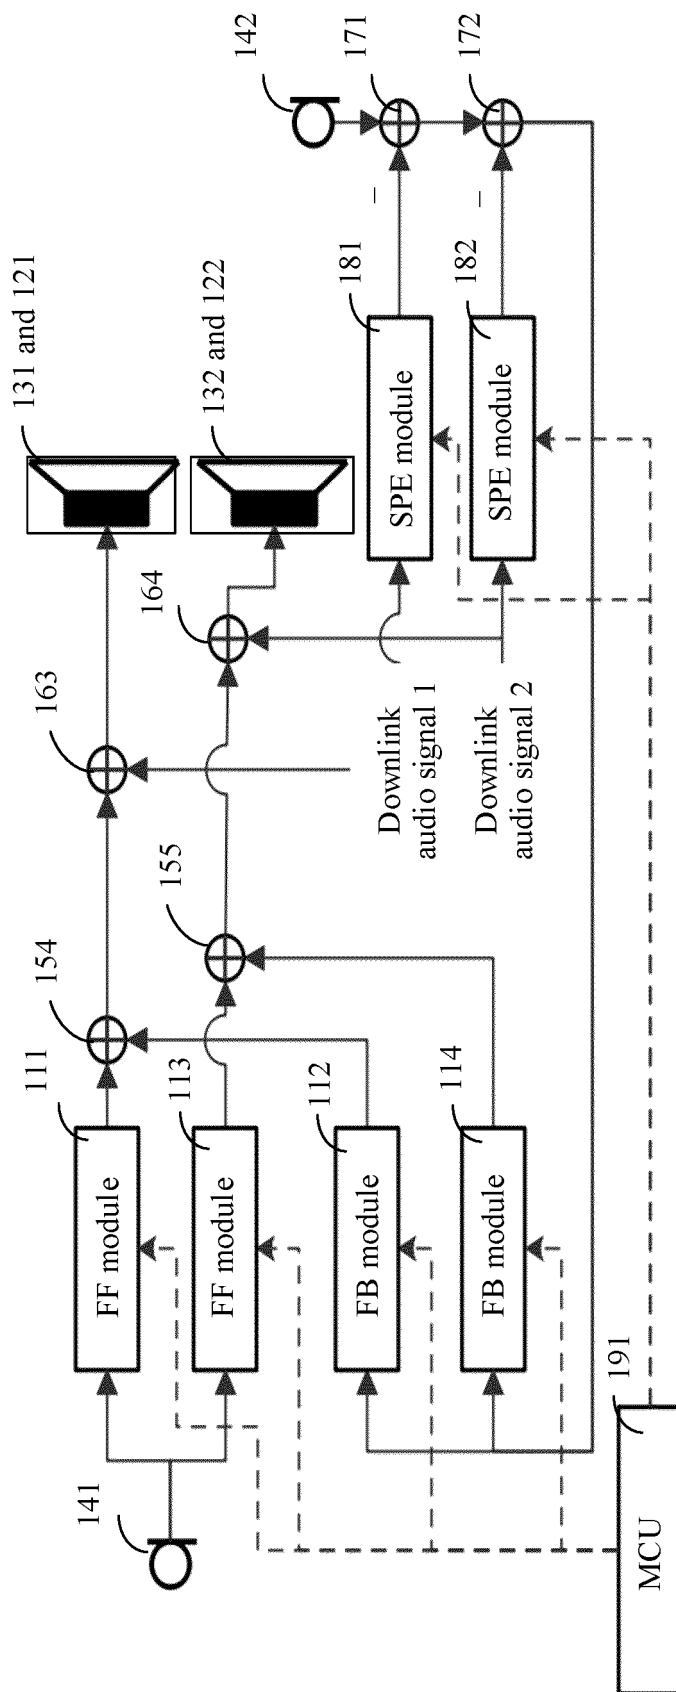 141
111
FF module
113
FF module
112
FB module
114
FB module
191
MCU
154
155
163
164
Downlink
audio signal 1
Downlink
audio signal 2
131 and 121
132 and 122
181
SPE module
182
SPE module
–
–
142
171
172